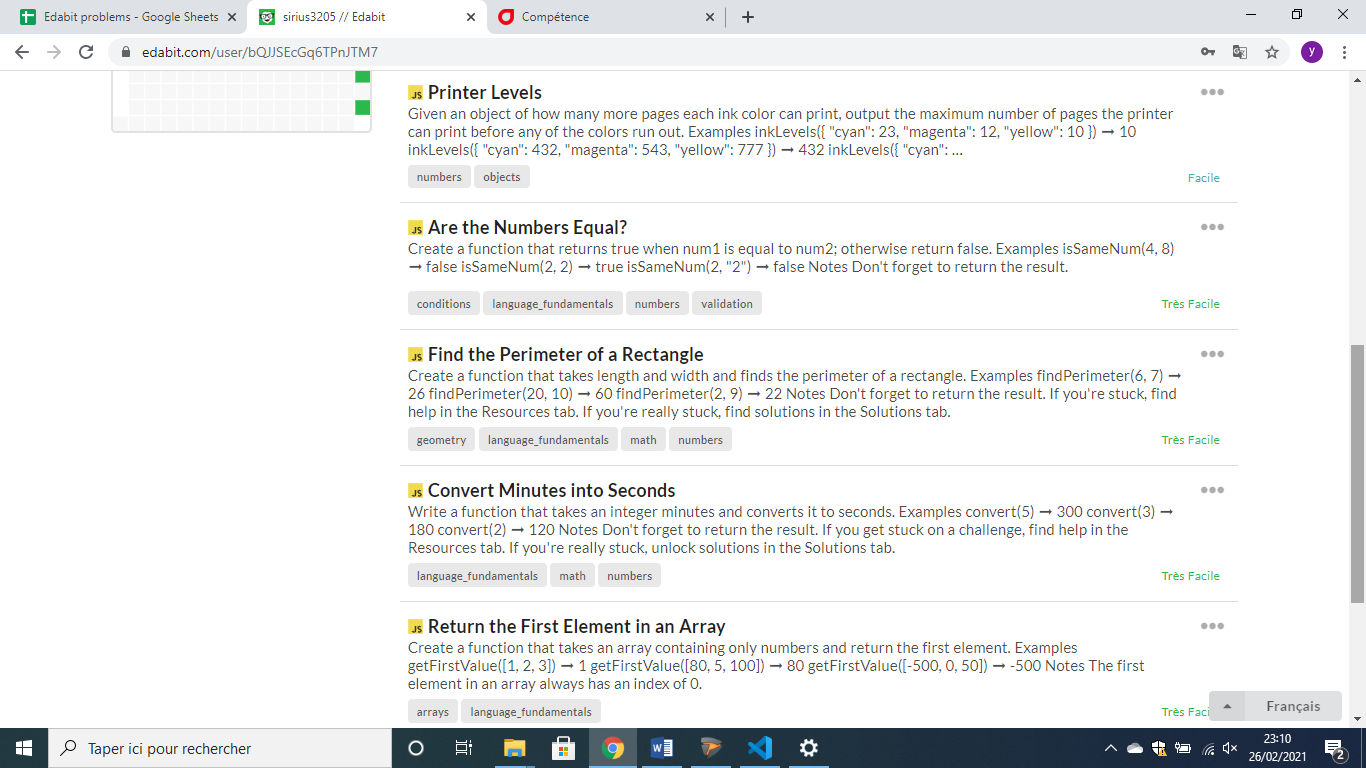 Edabit problems - Google Sheets
sirius3205 // Edabit
Compétence
edabit.com/user/bQJJSEcGq6TPnJTM7
y
JS Printer Levels
Given an object of how many more pages each ink color can print, output the maximum number of pages the printer
can print before any of the colors run out. Examples inkLevels({ "cyan": 23, "magenta": 12, "yellow": 10 }) ➞ 10
inkLevels({ "cyan": 432, "magenta": 543, "yellow": 777 }) ➞ 432 inkLevels({ "cyan": ...
numbers objects
Facile
JS Are the Numbers Equal?
Create a function that returns true when num1 is equal to num2; otherwise return false. Examples isSameNum(4, 8)
➞ false isSameNum(2, 2) ➞ true isSameNum(2, "2") ➞ false Notes Don't forget to return the result.
conditions language_fundamentals numbers validation
Très Facile
JS Find the Perimeter of a Rectangle
Create a function that takes length and width and finds the perimeter of a rectangle. Examples findPerimeter(6, 7) ➞
26 findPerimeter(20, 10) ➞ 60 findPerimeter(2, 9) ➞ 22 Notes Don't forget to return the result. If you're stuck, find
help in the Resources tab. If you're really stuck, find solutions in the Solutions tab.
geometry language_fundamentals math numbers
Très Facile
JS Convert Minutes into Seconds
Write a function that takes an integer minutes and converts it to seconds. Examples convert(5) ➞ 300 convert(3) ➞
180 convert(2) ➞ 120 Notes Don't forget to return the result. If you get stuck on a challenge, find help in the
Resources tab. If you're really stuck, unlock solutions in the Solutions tab.
language_fundamentals math numbers
Très Facile
JS Return the First Element in an Array
Create a function that takes an array containing only numbers and return the first element. Examples
getFirstValue([1, 2, 3]) ➞ 1 getFirstValue([80, 5, 100]) ➞ 80 getFirstValue([-500, 0, 50]) ➞ -500 Notes The first
element in an array always has an index of 0.
arrays language_fundamentals
Très Faci
Français
Taper ici pour rechercher
23:10
26/02/2021
2